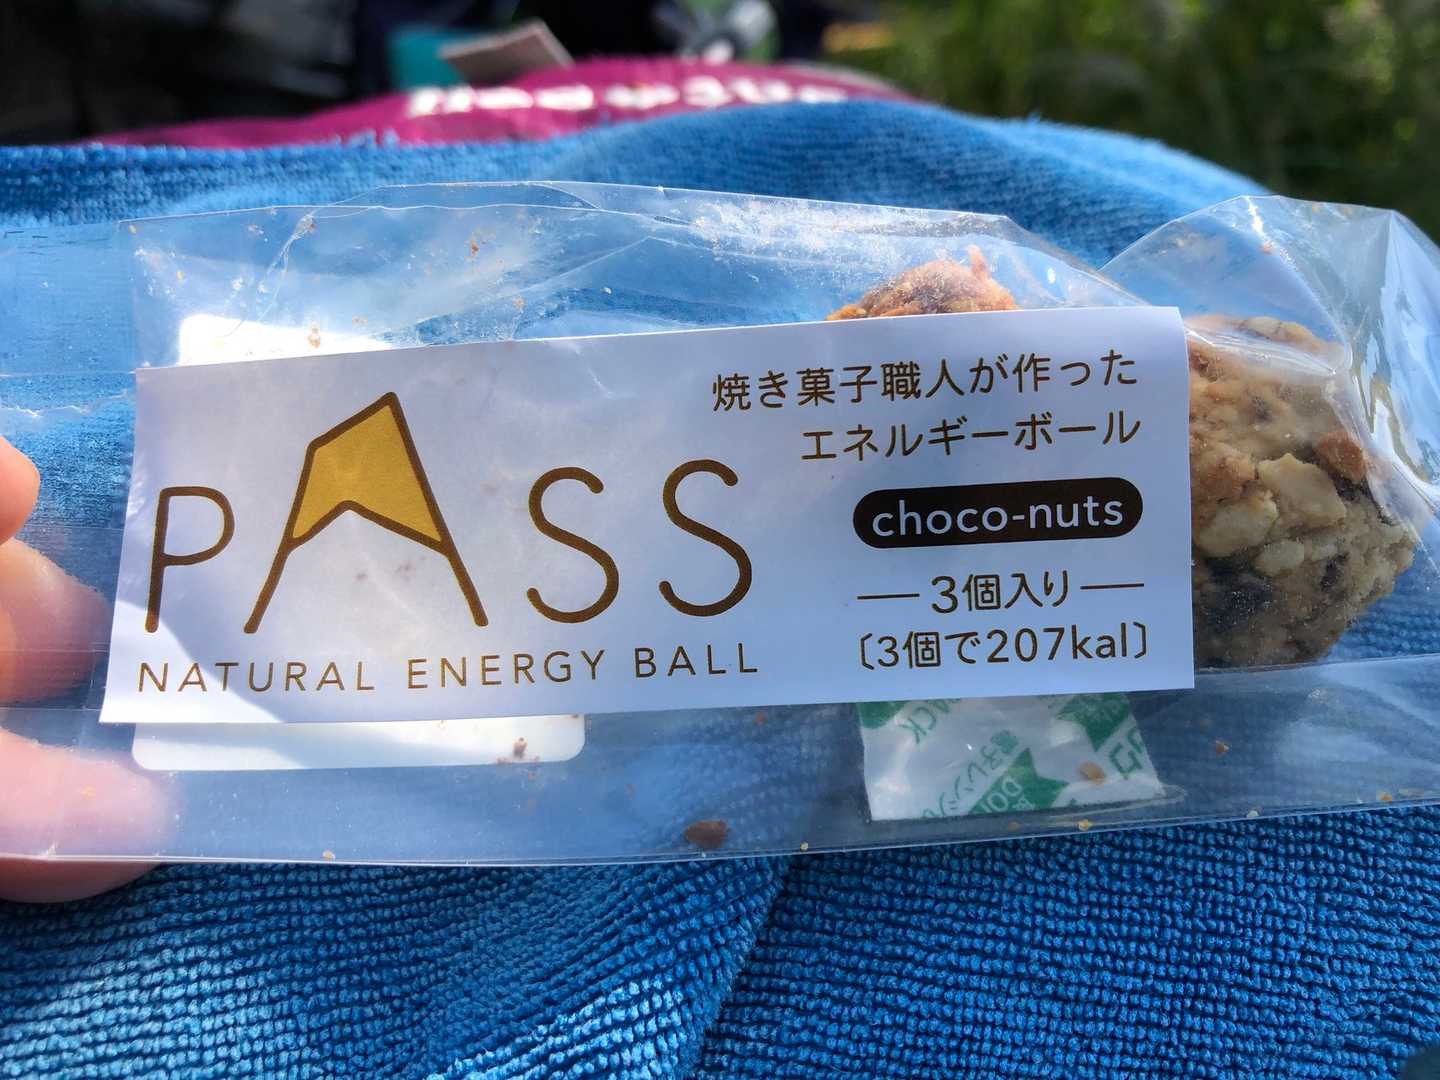 焼き菓子職人が作った
エネルギーボール
PASS
choco-nuts
3個入り
〔3個で207kal〕
NATURAL ENERGY BALL